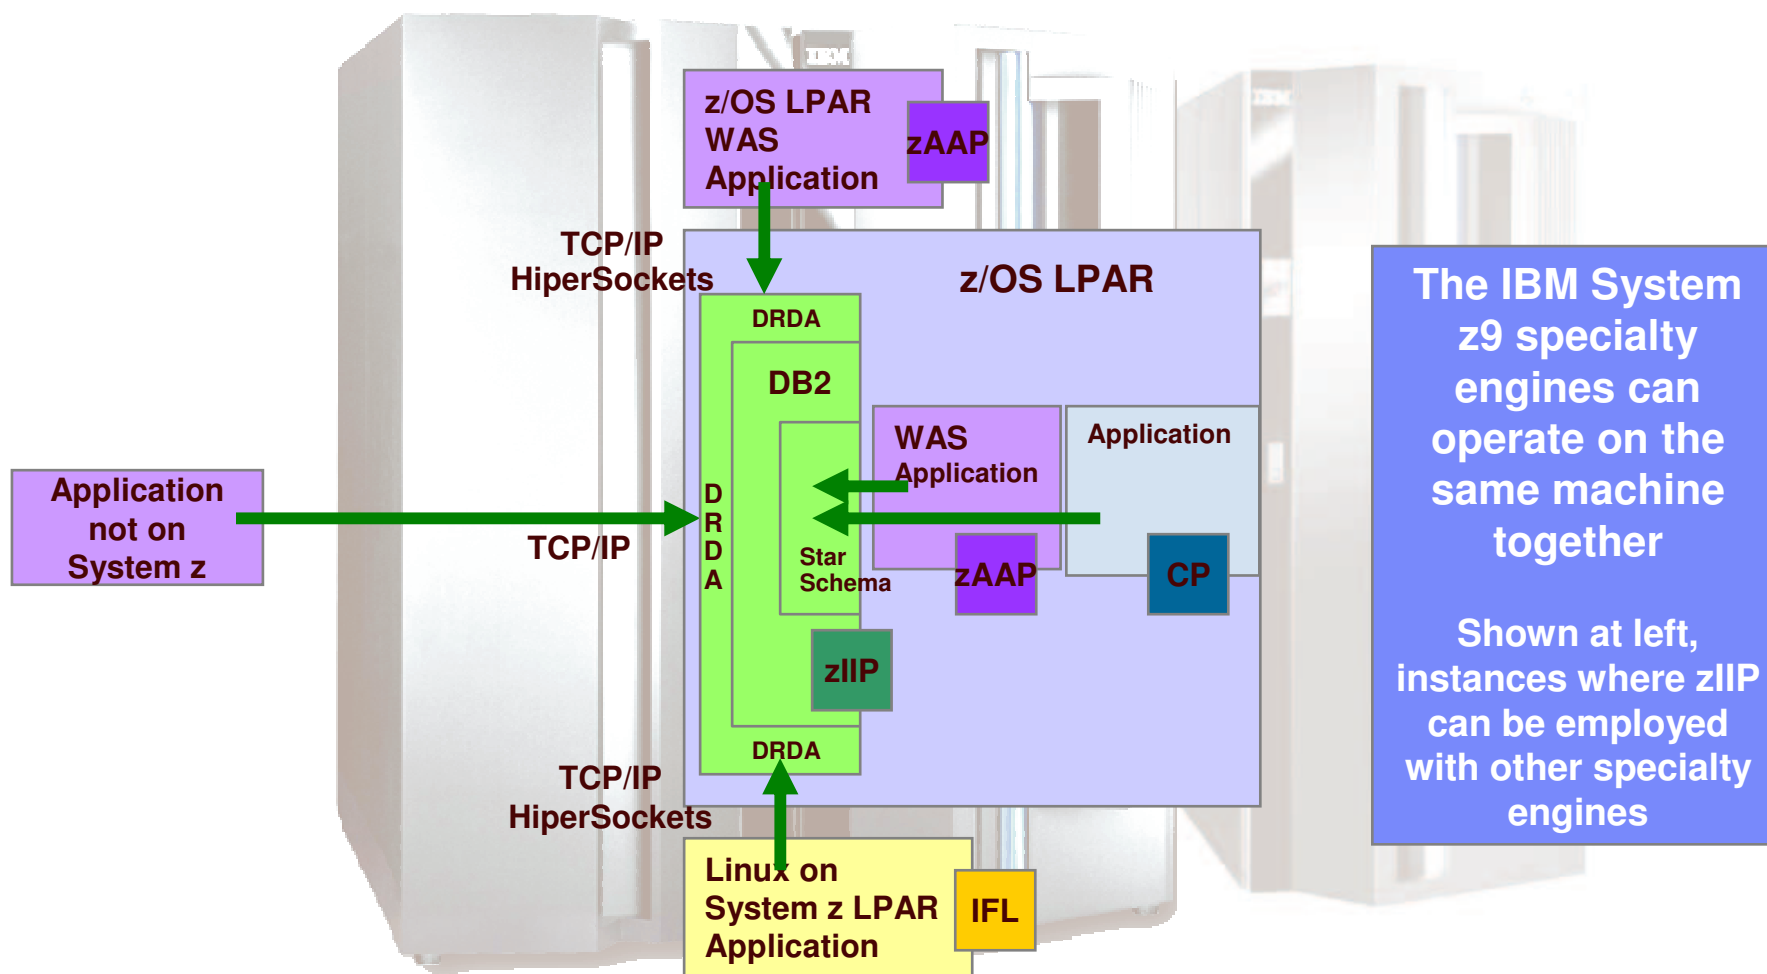 IBM
IBM
z/OS LPAR
WAS
Application
zAAP
TCP/IP
HiperSockets
z/OS LPAR
DRDA
DB2
D
R
D
A
Star
Schema
WAS
Application
zAAP
Application
CP
zIIP
DRDA
Application
not on
System z
TCP/IP
TCP/IP
HiperSockets
Linux on
System z LPAR
Application
IFL
The IBM System
z9 specialty
engines can
operate on the
same machine
together
Shown at left,
instances where zIIP
can be employed
with other specialty
engines